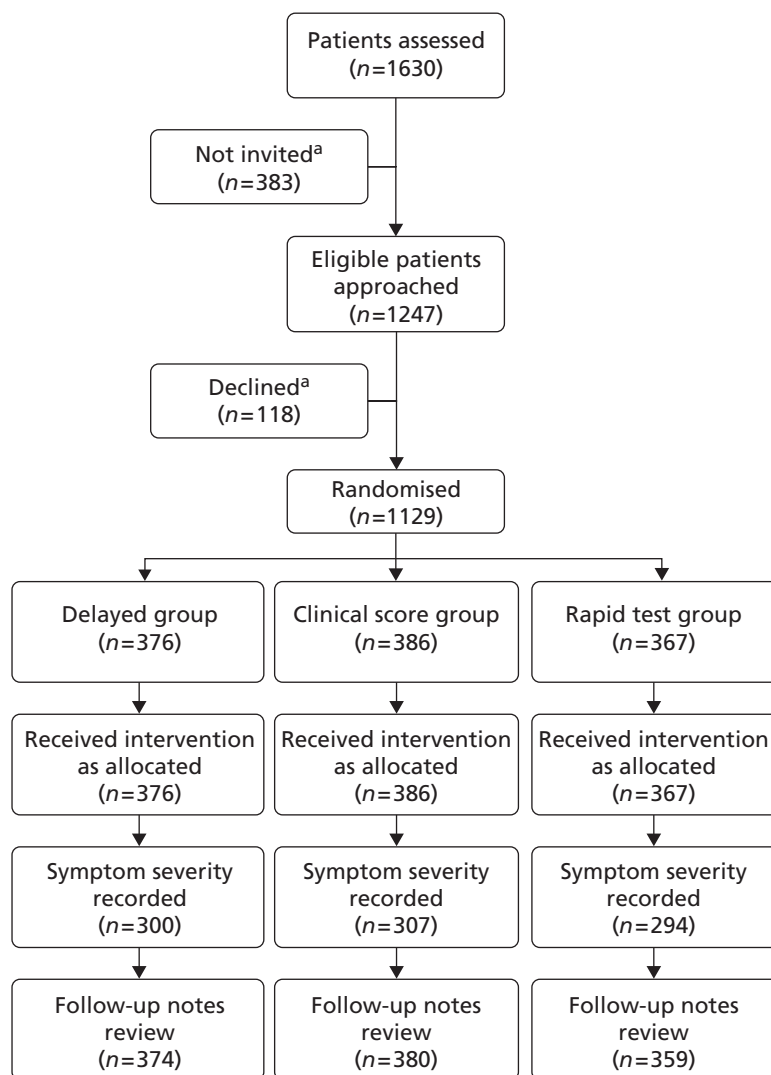 Patients assessed
(n=1630)
Not invitedᵃ
(n=383)
Eligible patients
approached
(n=1247)
Declinedᵃ
(n=118)
Randomised
(n=1129)
Delayed group
(n=376)
Clinical score group
(n=386)
Rapid test group
(n=367)
Received intervention
as allocated
(n=376)
Received intervention
as allocated
(n=386)
Received intervention
as allocated
(n=367)
Symptom severity
recorded
(n=300)
Symptom severity
recorded
(n=307)
Symptom severity
recorded
(n=294)
Follow-up notes
review
(n=374)
Follow-up notes
review
(n=380)
Follow-up notes
review
(n=359)